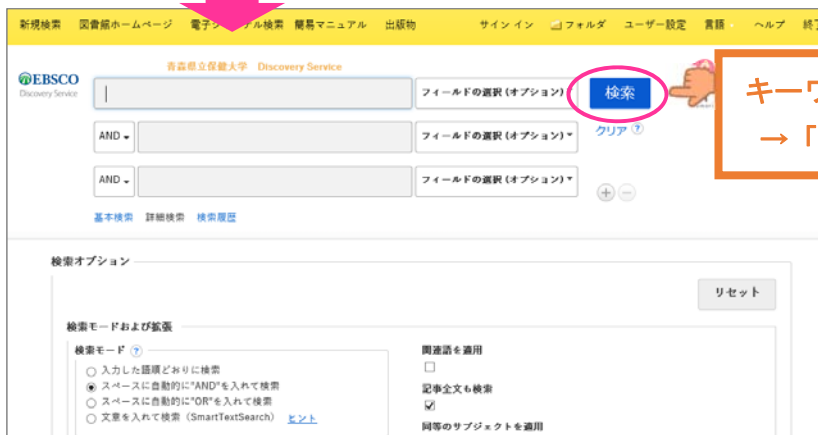 新規検索 図書館ホームページ 電子 ル検索 簡易マニュアル 出版物 サイン イン フォルダ ユーザー設定 言語 ヘルプ
青森県立保健大学 Discovery Service
EBSCO
Discovery Service
フィールドの選択 (オプション) 検索
キーワ
→「
AND フィールドの選択 (オプション) クリア ?
AND フィールドの選択 (オプション)
基本検索 詳細検索 検索履歴
検索オプション
リセット
検索モードおよび拡張
検索モード ?
入力した語順どおりに検索
スペースに自動的に"AND"を入れて検索
スペースに自動的に"OR"を入れて検索
文章を入れて検索（SmartTextSearch） ヒント
関連語を適用
記事全文も検索
同等のサブジェクトを適用